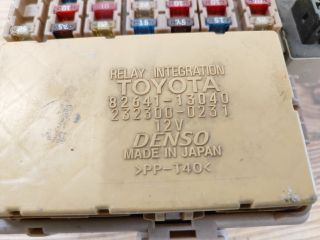 RELAY INTEGRATION
TOYOTA
82641-13040
232300-0231
12V
DENSO
MADE IN JAPAN
>PP-T40<